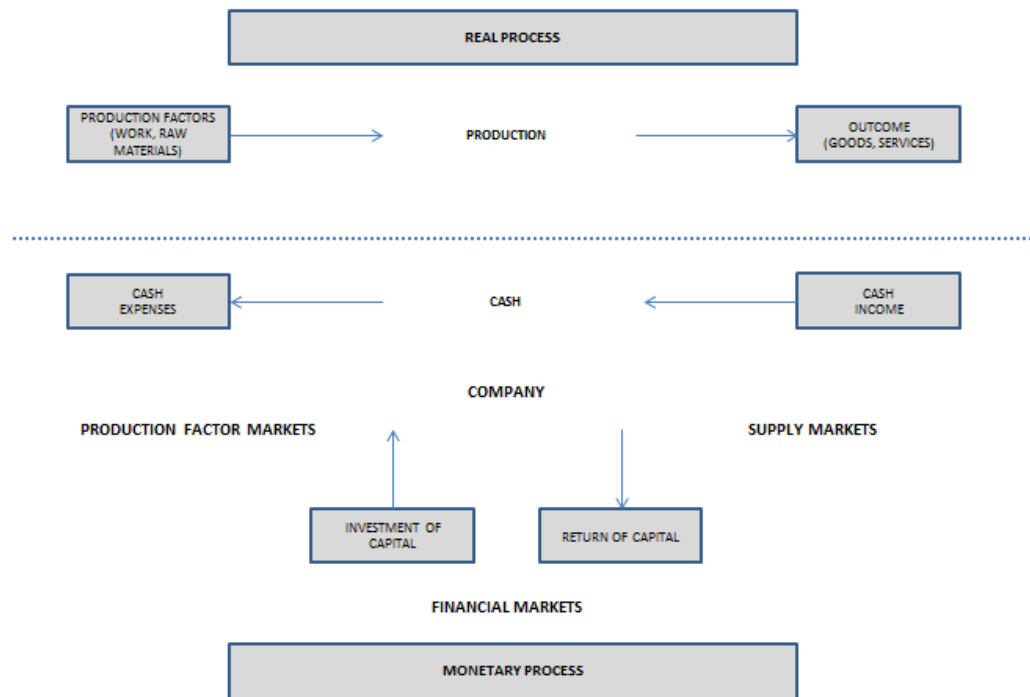 REAL PROCESS
PRODUCTION FACTORS
(WORK, RAW
MATERIALS)
PRODUCTION
OUTCOME
(GOODS, SERVICES)
CASH
EXPENSES
CASH
CASH
INCOME
COMPANY
PRODUCTION FACTOR MARKETS
SUPPLY MARKETS
INVESTMENT OF
CAPITAL
RETURN OF CAPITAL
FINANCIAL MARKETS
MONETARY PROCESS